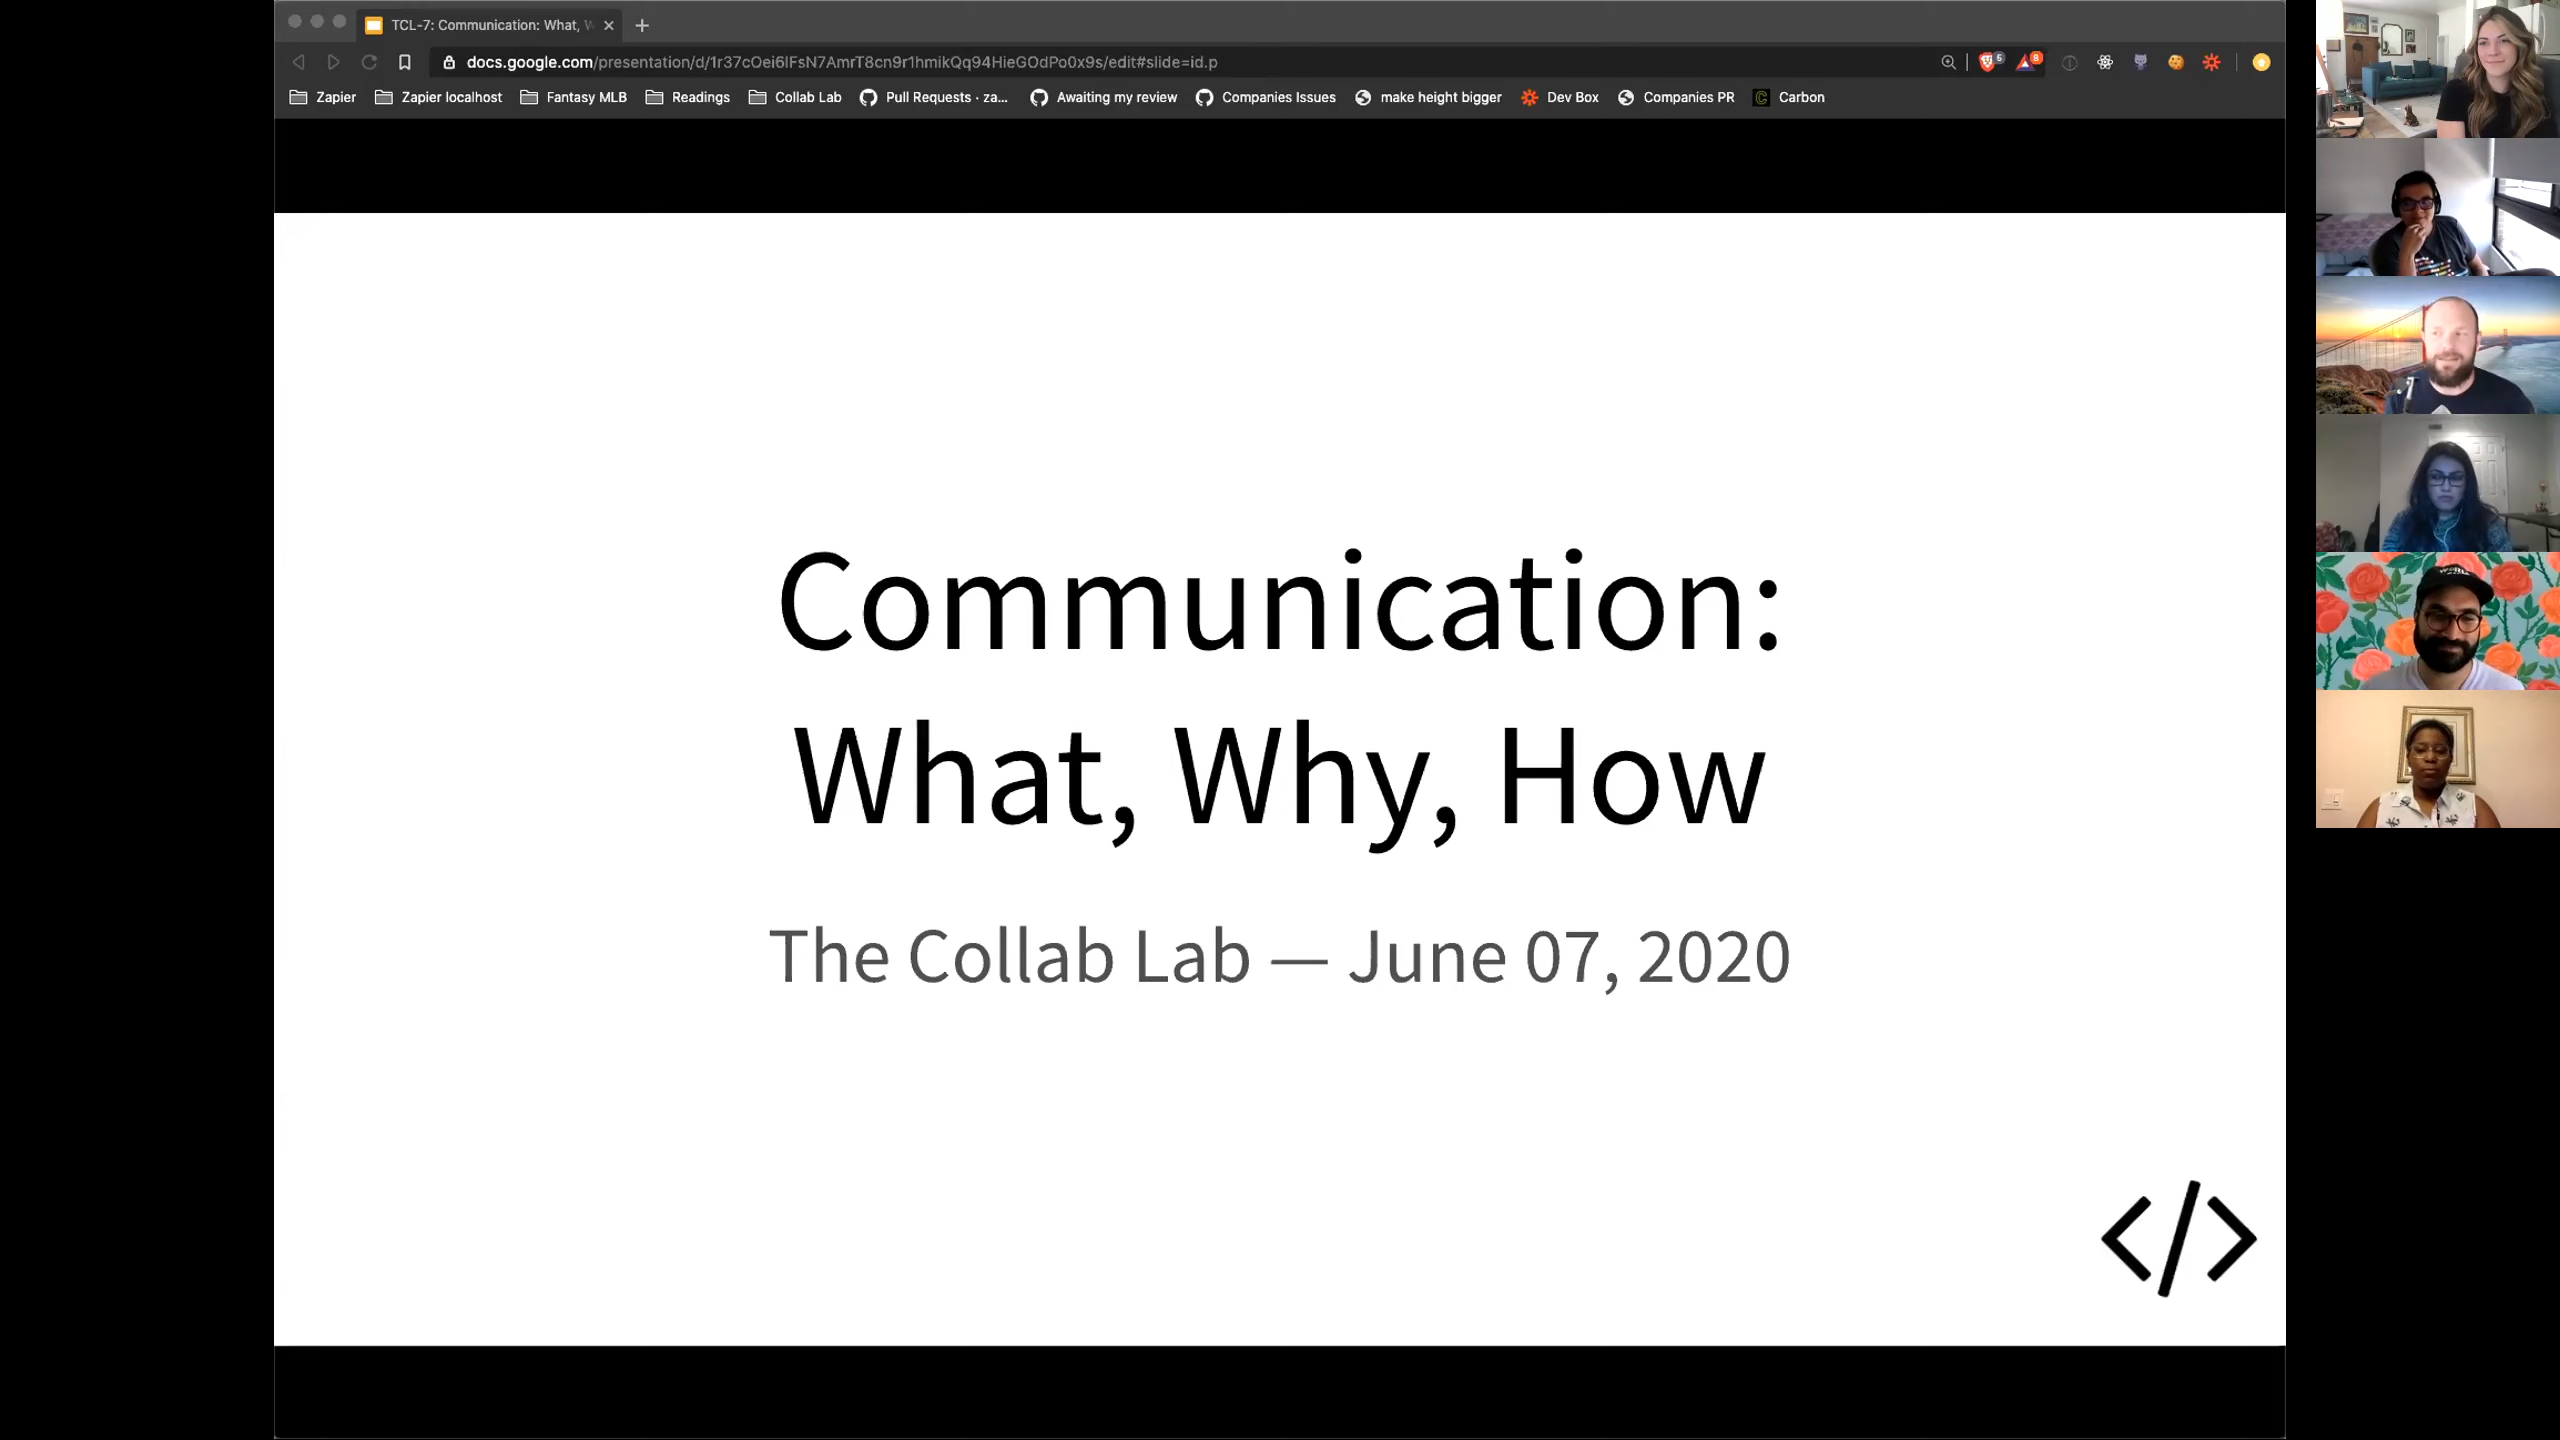 TCL-7: Communication: What,
docs.google.com/presentation/d/1r37cOei6lFsN7AmrT8cn9r1hmikQq94HieGOdPo0x9s/edit#slide=id.p
5
8
Zapier
Zapier localhost
Fantasy MLB
Readings
Collab Lab
Pull Requests · za...
Awaiting my review
Companies Issues
make height bigger
Dev Box
Companies PR
Carbon
Communication:
What, Why, How
The Collab Lab — June 07, 2020
</>